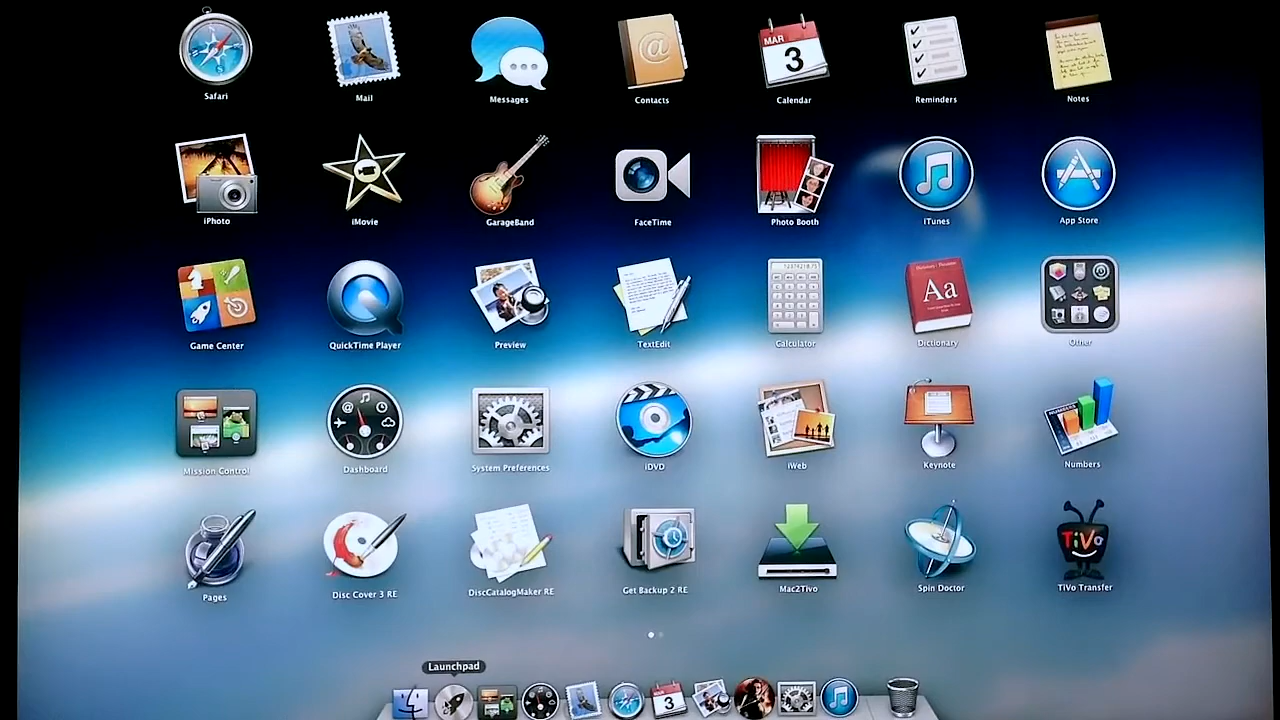 Safari
Mail
Messages
Contacts
MAR
3
Calendar
Reminders
Notes
iPhoto
iMovie
GarageBand
FaceTime
Photo Booth
iTunes
App Store
Game Center
QuickTime Player
Preview
TextEdit
Calculator
Aa
Dictionary
Other
Mission Control
Dashboard
System Preferences
iDVD
iWeb
Keynote
NUMBERS
Numbers
Pages
Disc Cover 3 RE
DiscCatalogMaker RE
Get Backup 2 RE
Mac2Tivo
Spin Doctor
TiVo
TiVo Transfer
Launchpad
3